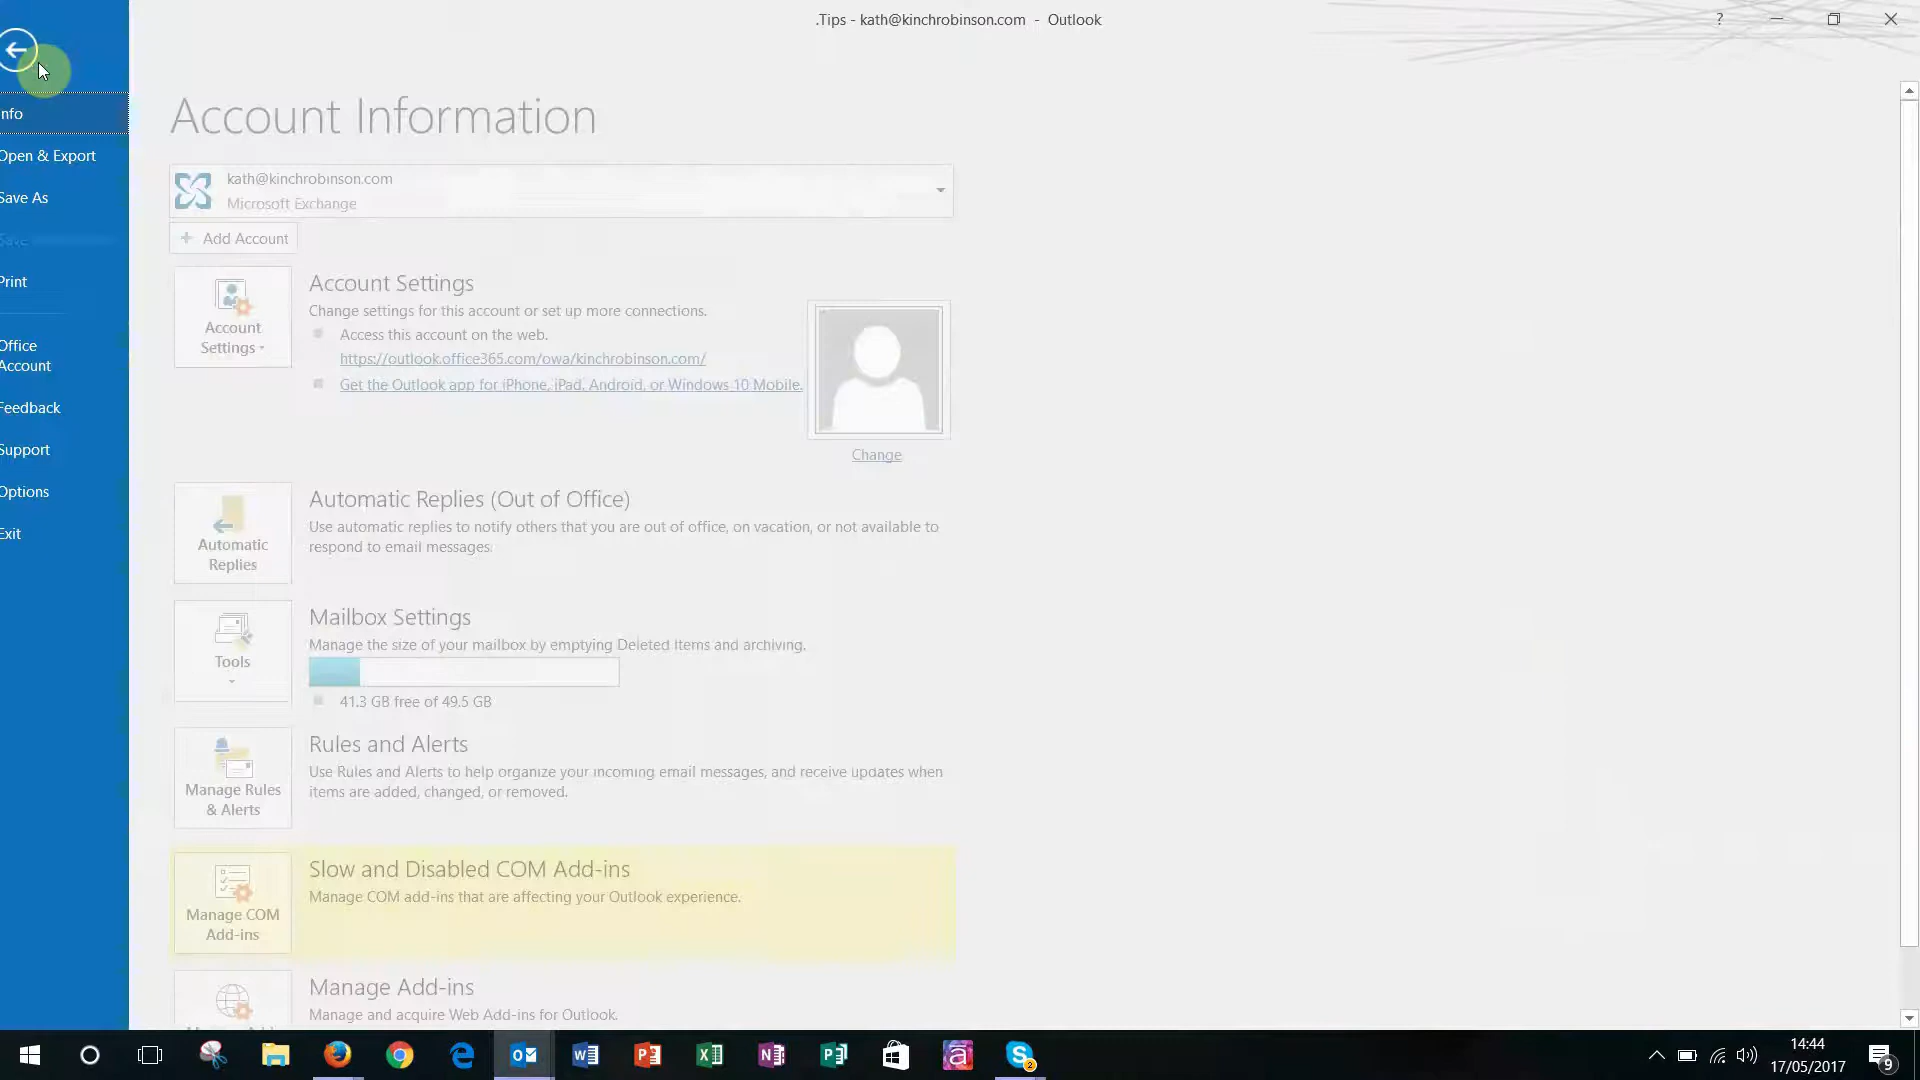 .Tips - kath@kinchrobinson.com - Outlook
?
nfo
Open & Export
Save As
Save
Print
Office
Account
Feedback
Support
Options
Exit
Account Information
kath@kinchrobinson.com
Microsoft Exchange
+ Add Account
Account
Settings
Account Settings
Change settings for this account or set up more connections.
Access this account on the web.
https://outlook.office365.com/owa/kinchrobinson.com/
Get the Outlook app for iPhone, iPad, Android, or Windows 10 Mobile.
Change
Automatic
Replies
Automatic Replies (Out of Office)
Use automatic replies to notify others that you are out of office, on vacation, or not available to
respond to email messages.
Tools
Mailbox Settings
Manage the size of your mailbox by emptying Deleted Items and archiving.
41.3 GB free of 49.5 GB
Manage Rules
& Alerts
Rules and Alerts
Use Rules and Alerts to help organize your incoming email messages, and receive updates when
items are added, changed, or removed.
Manage COM
Add-ins
Slow and Disabled COM Add-ins
Manage COM add-ins that are affecting your Outlook experience.
Manage Add-ins
Manage and acquire Web Add-ins for Outlook.
2
14:44
17/05/2017
9